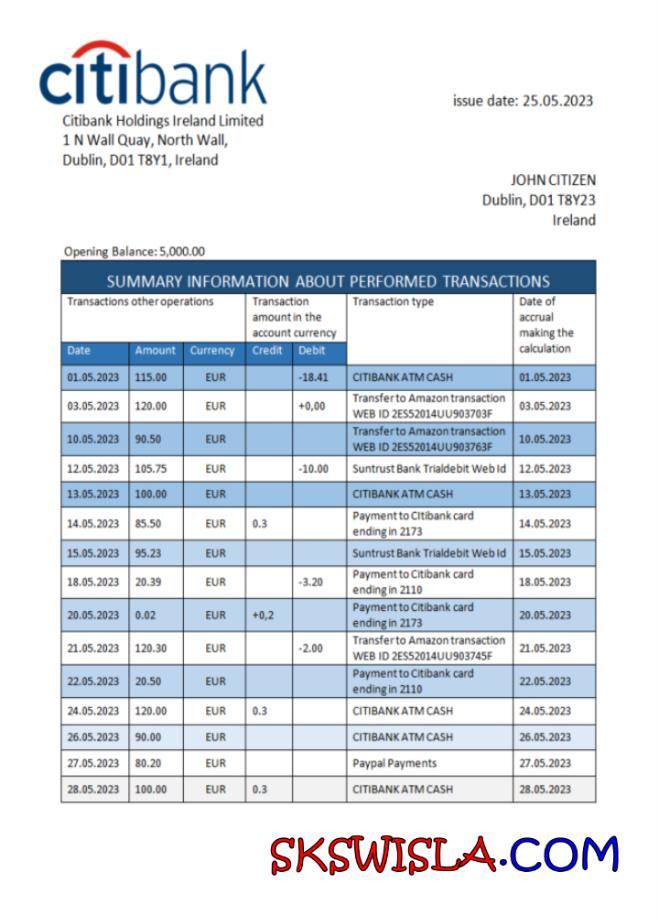 citibank
Citibank Holdings Ireland Limited
1 N Wall Quay, North Wall,
Dublin, D01 T8Y1, Ireland
issue date: 25.05.2023
JOHN CITIZEN
Dublin, D01 T8Y23
Ireland
Opening Balance: 5,000.00
SUMMARY INFORMATION ABOUT PERFORMED TRANSACTIONS
Transactions other operations
Transaction
amount in the
account currency
Transaction type
Date of
accrual
making the
calculation
Date Amount Currency Credit Debit
01.05.2023 115.00 EUR -18.41 CITIBANK ATM CASH 01.05.2023
03.05.2023 120.00 EUR +0,00 Transfer to Amazon transaction
WEB ID 2ES52014UU903703F 03.05.2023
10.05.2023 90.50 EUR Transfer to Amazon transaction
WEB ID 2ES52014UU903763F 10.05.2023
12.05.2023 105.75 EUR -10.00 Suntrust Bank Trialdebit Web Id 12.05.2023
13.05.2023 100.00 EUR CITIBANK ATM CASH 13.05.2023
14.05.2023 85.50 EUR 0.3 Payment to CItibank card
ending in 2173 14.05.2023
15.05.2023 95.23 EUR Suntrust Bank Trialdebit Web Id 15.05.2023
18.05.2023 20.39 EUR -3.20 Payment to Citibank card
ending in 2110 18.05.2023
20.05.2023 0.02 EUR +0,2 Payment to Citibank card
ending in 2173 20.05.2023
21.05.2023 120.30 EUR -2.00 Transfer to Amazon transaction
WEB ID 2ES52014UU903745F 21.05.2023
22.05.2023 20.50 EUR Payment to Citibank card
ending in 2110 22.05.2023
24.05.2023 120.00 EUR 0.3 CITIBANK ATM CASH 24.05.2023
26.05.2023 90.00 EUR CITIBANK ATM CASH 26.05.2023
27.05.2023 80.20 EUR Paypal Payments 27.05.2023
28.05.2023 100.00 EUR 0.3 CITIBANK ATM CASH 28.05.2023
SKSWISLA.COM